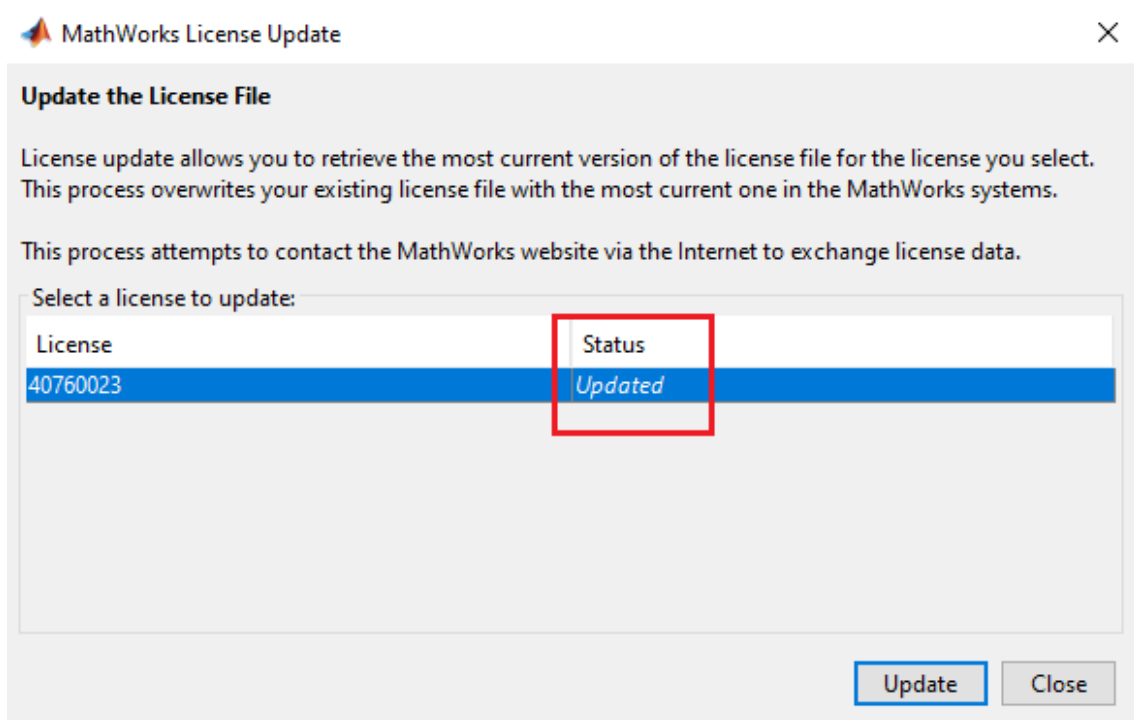 MathWorks License Update
Update the License File
License update allows you to retrieve the most current version of the license file for the license you select.
This process overwrites your existing license file with the most current one in the MathWorks systems.
This process attempts to contact the MathWorks website via the Internet to exchange license data.
Select a license to update:
License Status
40760023 Updated
Update Close